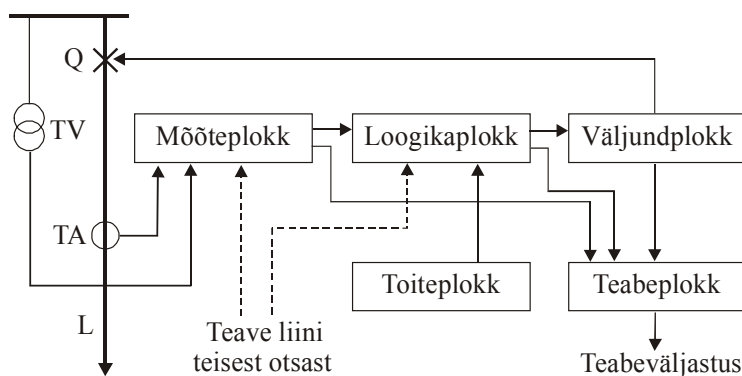 Q
TV
Mõõteplokk
Loogikaplokk
Väljundplokk
TA
Toiteplokk
Teabeplokk
L
Teave liini
teisest otsast
Teabeväljastus